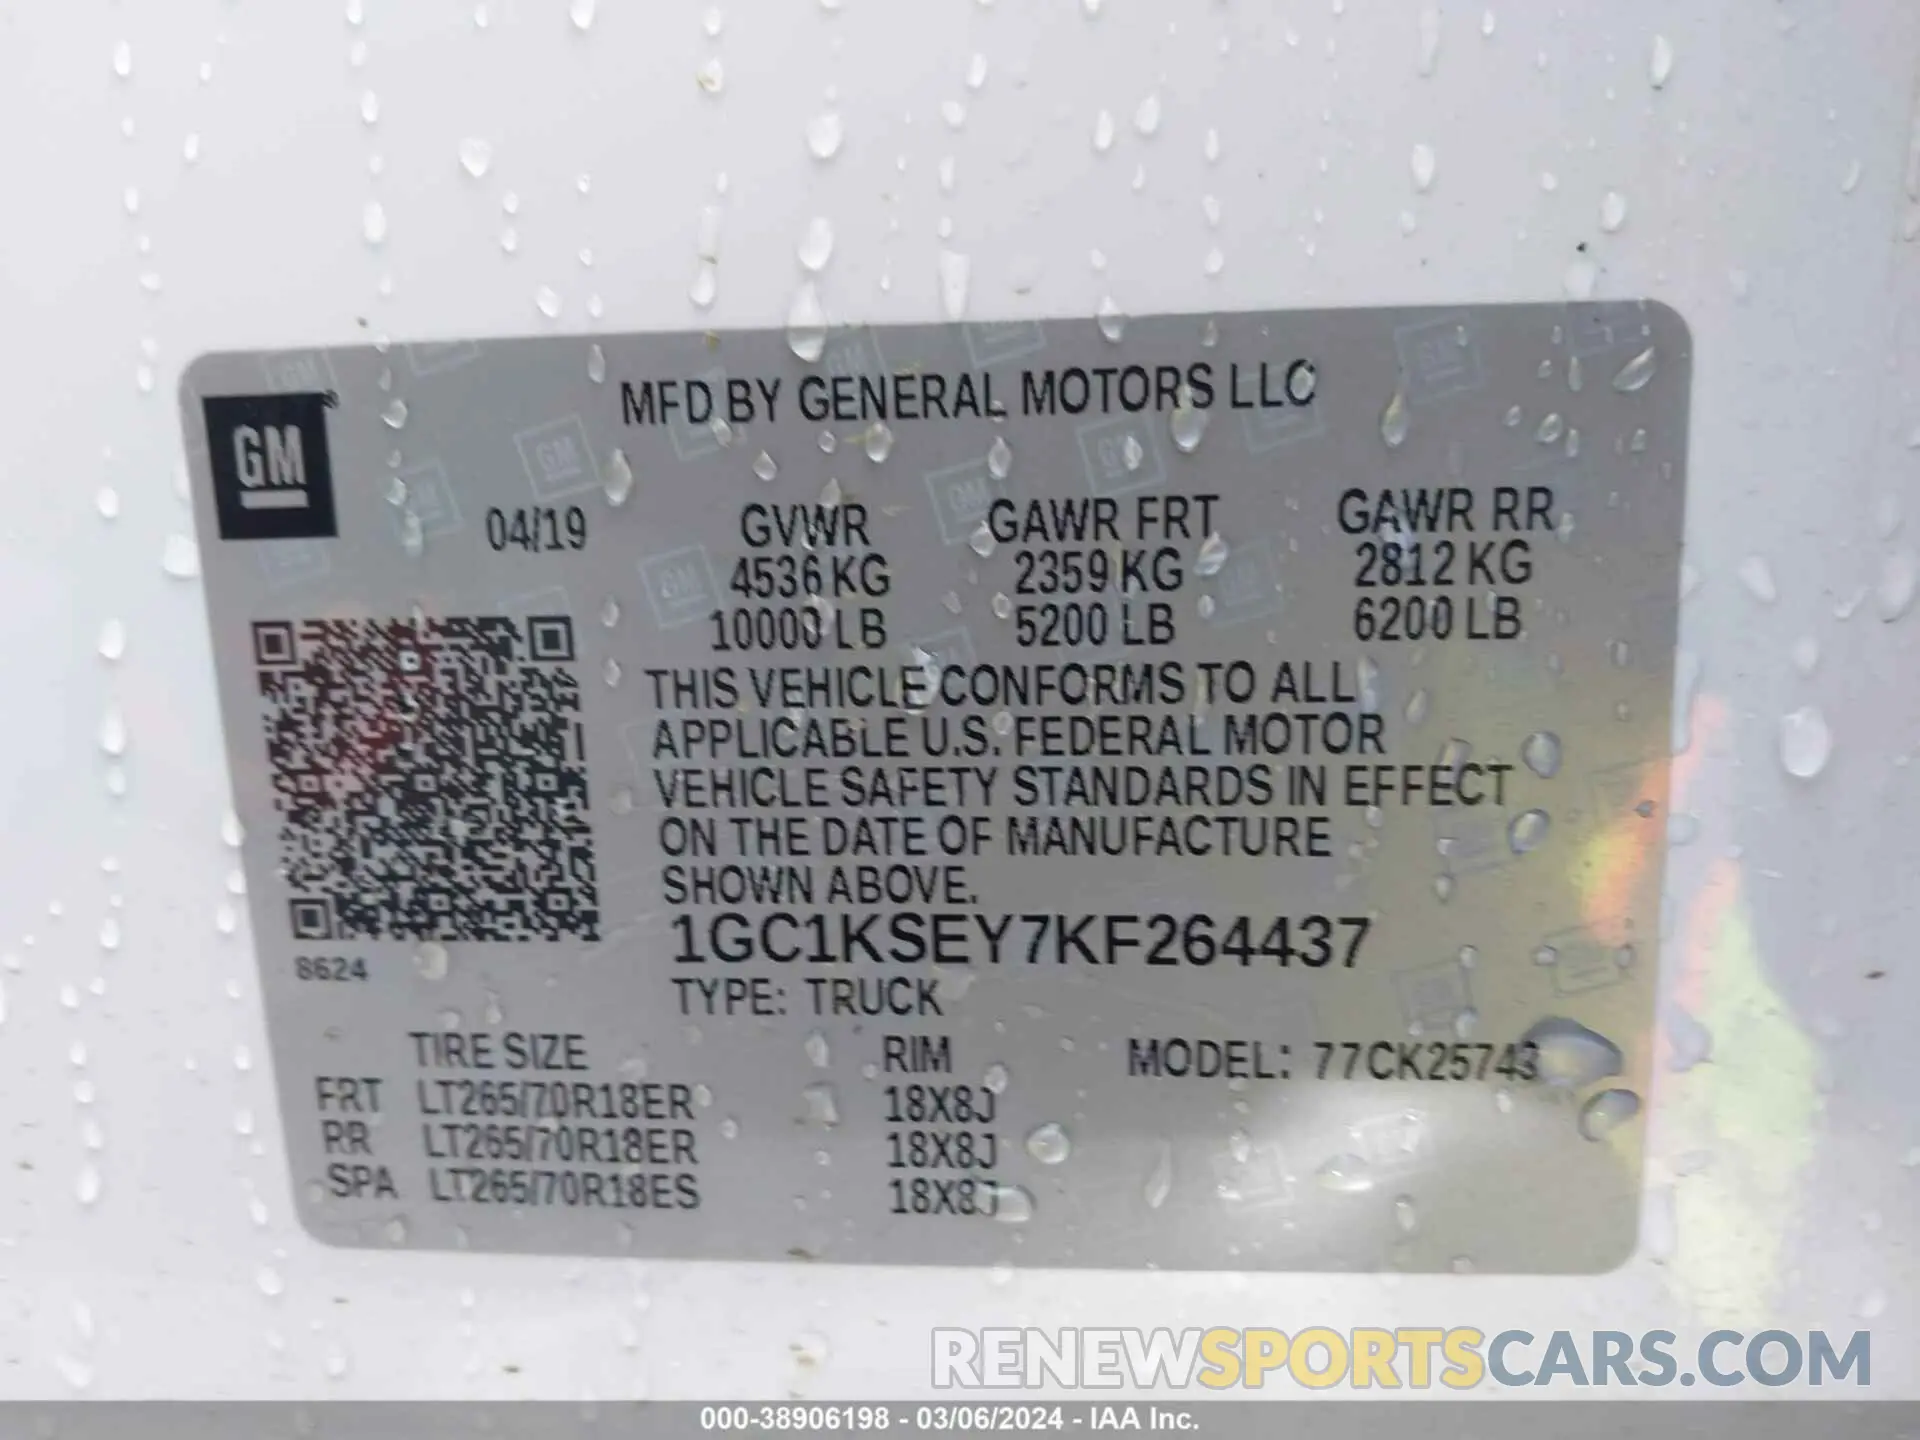 MFD BY GENERAL MOTORS LLC
GM
®
04/19 GVWR GAWR FRT GAWR RR
4536 KG 2359 KG 2812 KG
10000 LB 5200 LB 6200 LB
THIS VEHICLE CONFORMS TO ALL
APPLICABLE U.S. FEDERAL MOTOR
VEHICLE SAFETY STANDARDS IN EFFECT
ON THE DATE OF MANUFACTURE
SHOWN ABOVE.
1GC1KSEY7KF264437
8624
TYPE: TRUCK
TIRE SIZE RIM MODEL: 77CK25743
FRT LT265/70R18ER 18X8J
RR LT265/70R18ER 18X8J
SPA LT265/70R18ES 18X8J
RENEWSPORTSCARS.COM
000-38906198 - 03/06/2024 - IAA Inc.